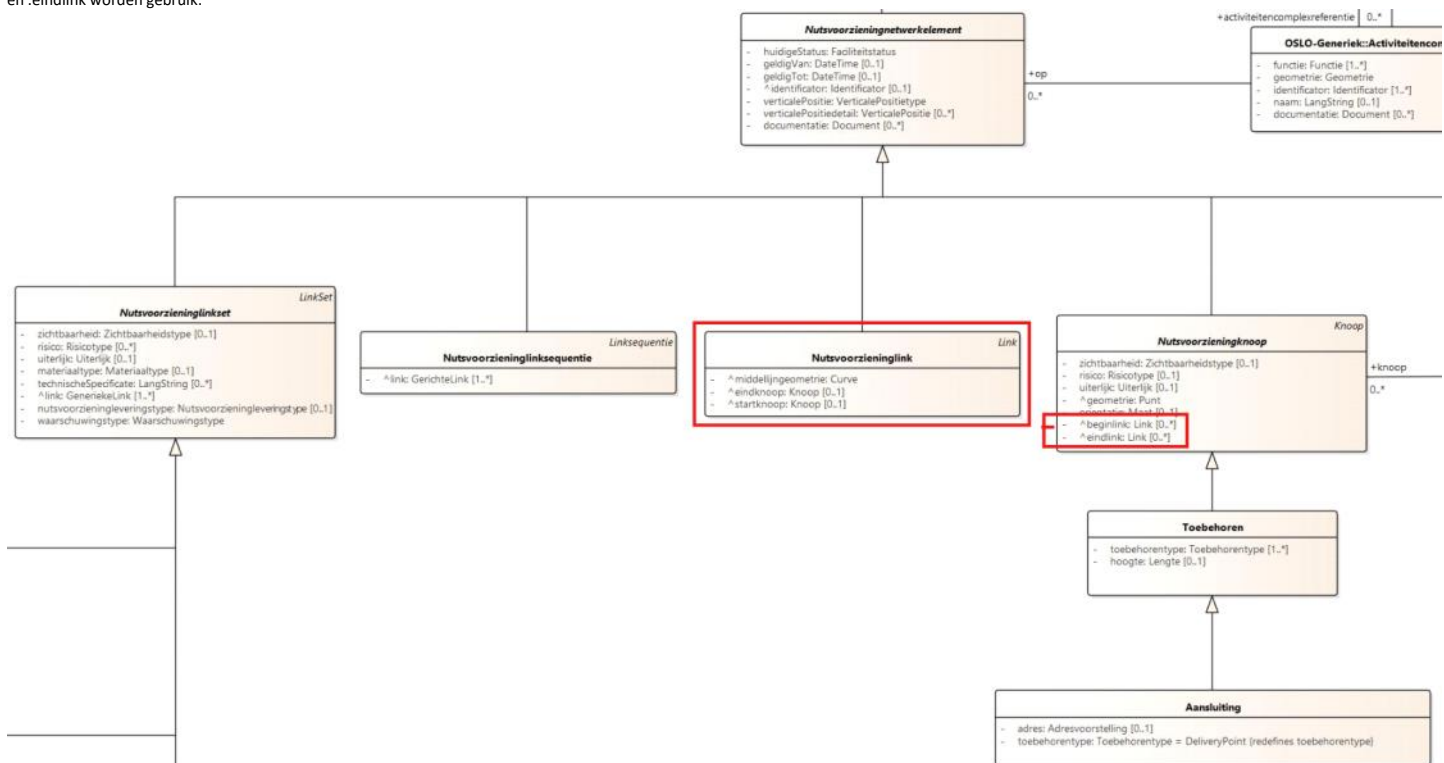 en .eindlink worden gebruik.
+activiteitencomplexreferentie 0..*
Nutsvoorzieningnetwerkelement
- huidigeStatus: Faciliteitstatus
- geldigVan: DateTime [0..1]
- geldigTot: DateTime [0..1]
- ^identificator: Identificator [0..1]
- verticalePositie: VerticalePositietype
- verticalePositiedetail: VerticalePositie [0..*]
- documentatie: Document [0..*]
+op
0..*
OSLO-Generiek::Activiteitencom
- functie: Functie [1..*]
- geometrie: Geometrie
- identificator: Identificator [1..*]
- naam: LangString [0..1]
- documentatie: Document [0..*]
LinkSet
Nutsvoorzieninglinkset
- zichtbaarheid: Zichtbaarheidstype [0..1]
- risico: Risicotype [0..*]
- uiterlijk: Uiterlijk [0..1]
- materiaaltype: Materiaaltype [0..1]
- technischeSpecificate: LangString [0..*]
- ^link: GeneriekeLink [1..*]
- nutsvoorzieningleveringstype: Nutsvoorzieningleveringstype [0..1]
- waarschuwingstype: Waarschuwingstype
Linksequentie
Nutsvoorzieninglinksequentie
- ^link: GerichteLink [1..*]
Link
Nutsvoorzieninglink
- ^middellijngeometrie: Curve
- ^eindknoop: Knoop [0..1]
- ^startknoop: Knoop [0..1]
Knoop
Nutsvoorzieningknoop
- zichtbaarheid: Zichtbaarheidstype [0..1]
- risico: Risicotype [0..1]
- uiterlijk: Uiterlijk [0..1]
- ^geometrie: Punt
- orientatie: Maat [0..1]
- ^beginlink: Link [0..*]
- ^eindlink: Link [0..*]
+knoop
0..*
Toebehoren
- toebehorentype: Toebehorentype [1..*]
- hoogte: Lengte [0..1]
Aansluiting
- adres: Adresvoorstelling [0..1]
- toebehorentype: Toebehorentype = DeliveryPoint {redefines toebehorentype}